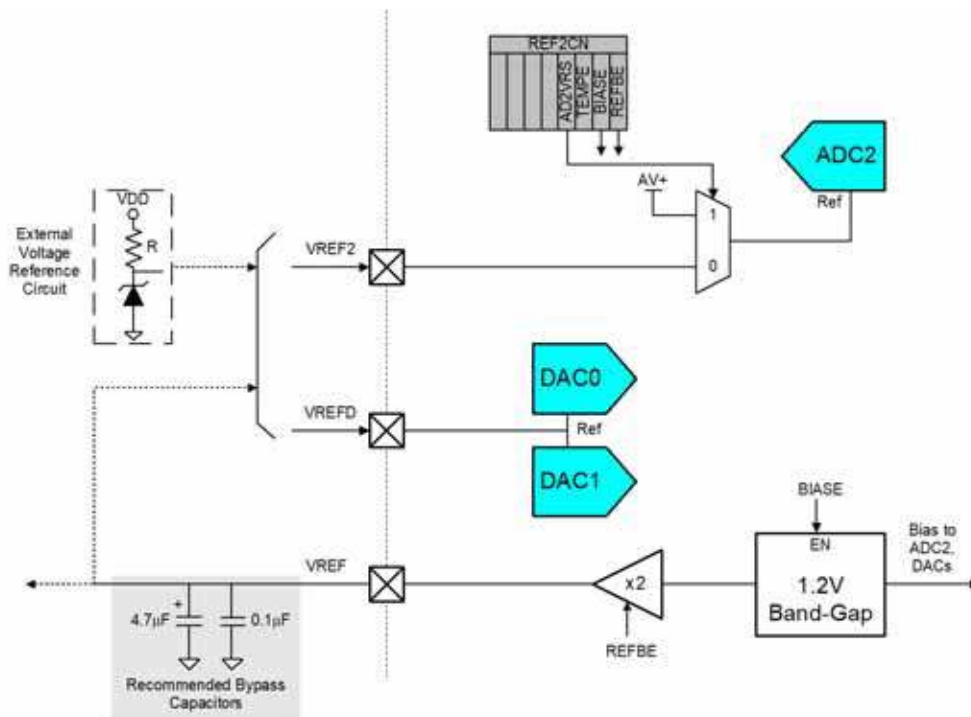 REF2CN
AD2VRS
TEMPE
BIASE
REFBE
ADC2
Ref
AV+
1
0
VDD
R
External
Voltage
Reference
Circuit
VREF2
DAC0
VREFD
Ref
DAC1
BIASE
EN
1.2V
Band-Gap
Bias to
ADC2,
DACs
VREF
x2
REFBE
+
4.7µF
0.1µF
Recommended Bypass
Capacitors